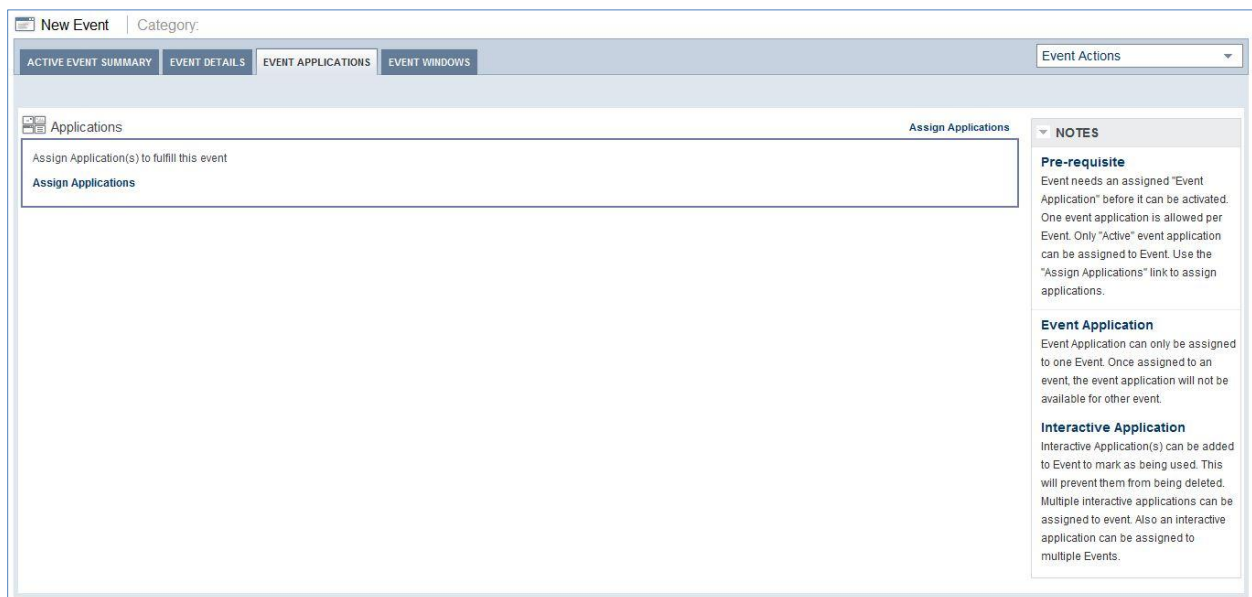 New Event
Category:
ACTIVE EVENT SUMMARY
EVENT DETAILS
EVENT APPLICATIONS
EVENT WINDOWS
Event Actions
Applications
Assign Applications
Assign Application(s) to fulfill this event
Assign Applications
NOTES
Pre-requisite
Event needs an assigned "Event
Application" before it can be activated.
One event application is allowed per
Event. Only "Active" event application
can be assigned to Event. Use the
"Assign Applications" link to assign
applications.
Event Application
Event Application can only be assigned
to one Event. Once assigned to an
event, the event application will not be
available for other event.
Interactive Application
Interactive Application(s) can be added
to Event to mark as being used. This
will prevent them from being deleted.
Multiple interactive applications can be
assigned to event. Also an interactive
application can be assigned to
multiple Events.